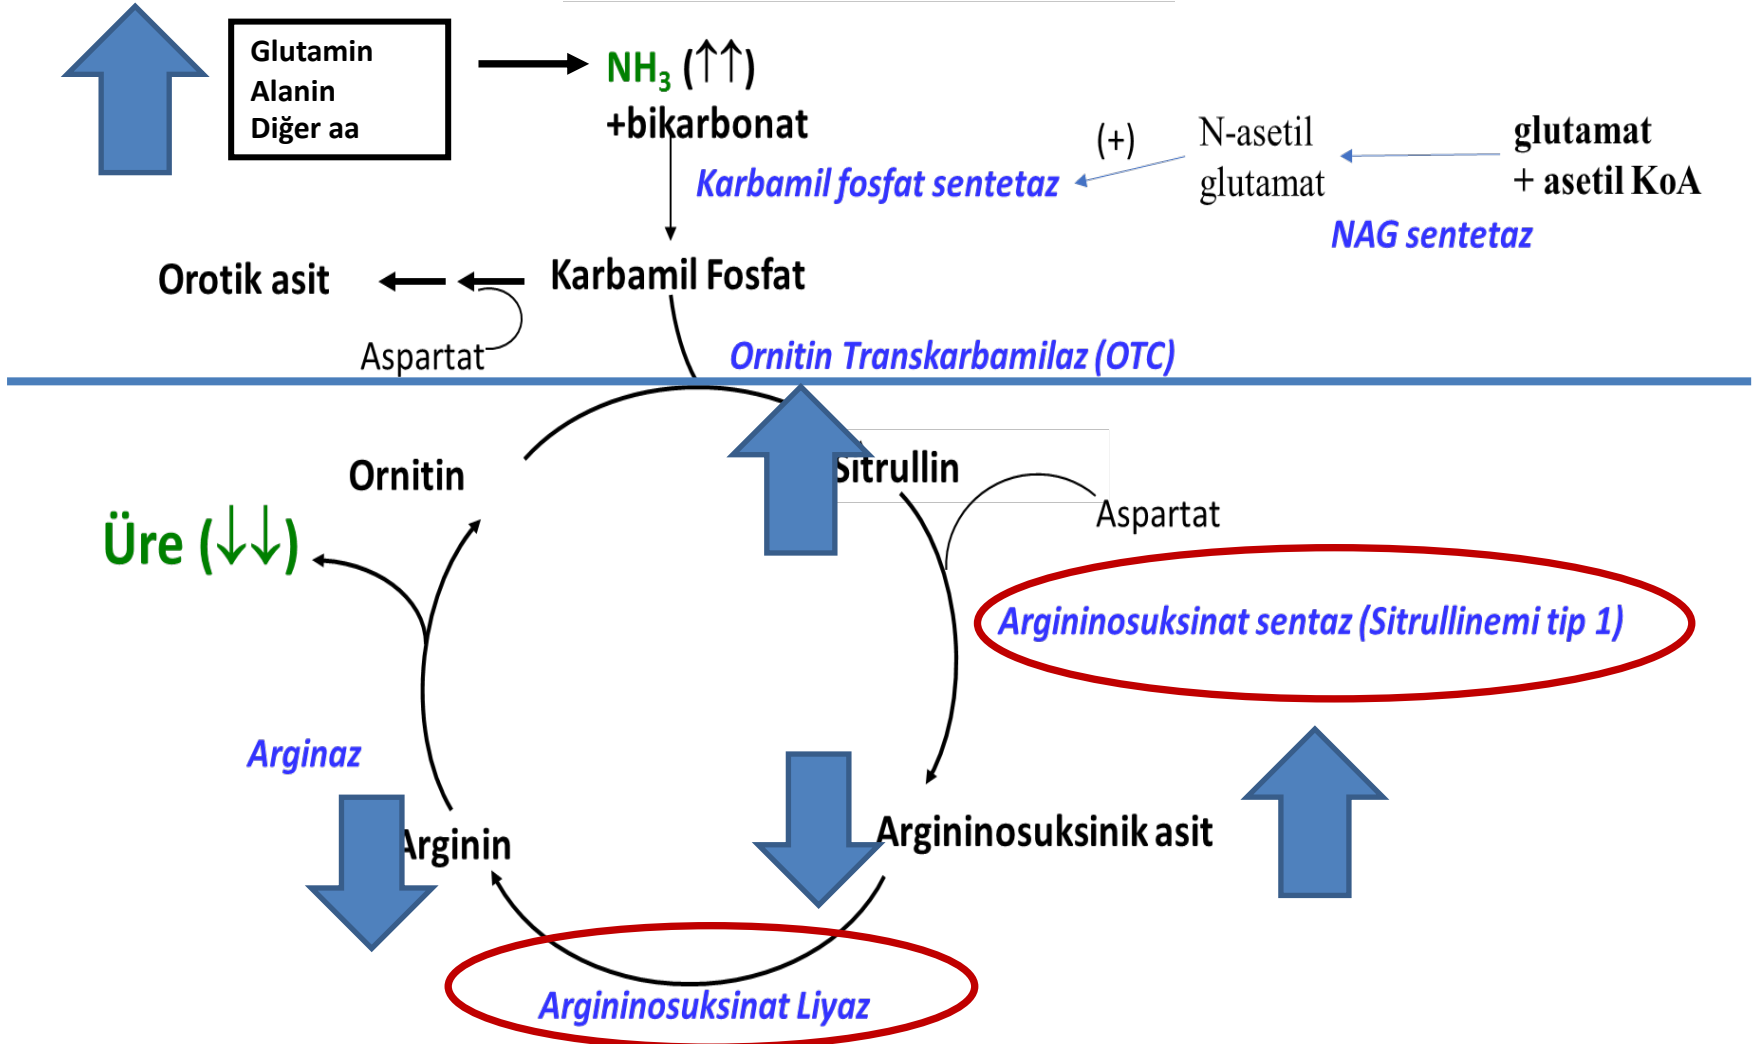 Glutamin
Alanin
Diğer aa
NH3 (↑↑)
+bikarbonat
(+)
N-asetil
glutamat
glutamat
+ asetil KoA
Karbamil fosfat sentetaz
NAG sentetaz
Orotik asit
Karbamil Fosfat
Aspartat
Ornitin Transkarbamilaz (OTC)
Ornitin
Sitrullin
Aspartat
Üre (↓↓)
Argininosuksinat sentaz (Sitrullinemi tip 1)
Arginaz
Arginin
Argininosuksinik asit
Argininosuksinat Liyaz